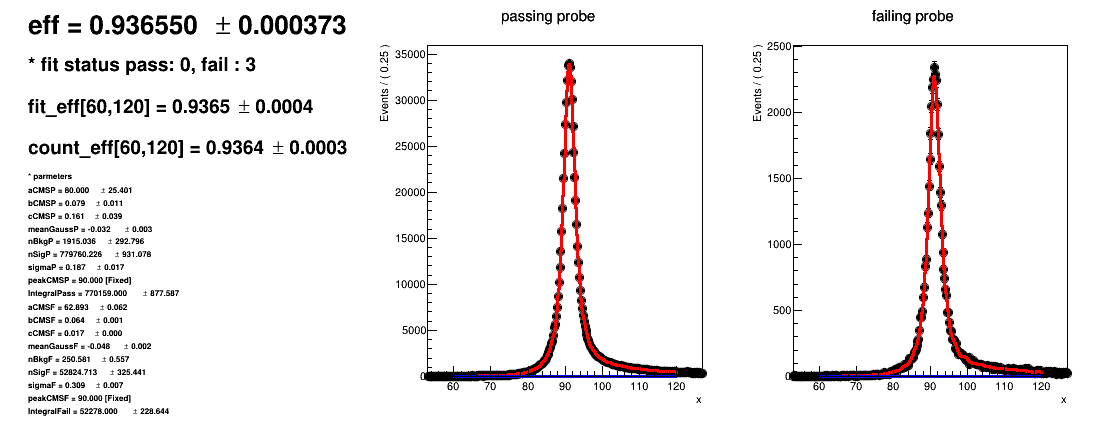 eff = 0.936550 ± 0.000373
* fit status pass: 0, fail : 3
fit_eff[60,120] = 0.9365 ± 0.0004
count_eff[60,120] = 0.9364 ± 0.0003
* parmeters
aCMSP = 80.000 ± 25.401
bCMSP = 0.079 ± 0.011
cCMSP = 0.161 ± 0.039
meanGaussP = -0.032 ± 0.003
nBkgP = 1915.036 ± 292.796
nSigP = 779760.226 ± 931.078
sigmaP = 0.187 ± 0.017
peakCMSP = 90.000 [Fixed]
IntegralPass = 770159.000 ± 877.587
aCMSF = 62.893 ± 0.062
bCMSF = 0.064 ± 0.001
cCMSF = 0.017 ± 0.000
meanGaussF = -0.048 ± 0.002
nBkgF = 250.581 ± 0.557
nSigF = 52824.713 ± 325.441
sigmaF = 0.309 ± 0.007
peakCMSF = 90.000 [Fixed]
IntegralFail = 52278.000 ± 228.644
passing probe
Events / ( 0.25 )
35000
30000
25000
20000
15000
10000
5000
0
60 70 80 90 100 110 120
x
failing probe
Events / ( 0.25 )
2500
2000
1500
1000
500
0
60 70 80 90 100 110 120
x